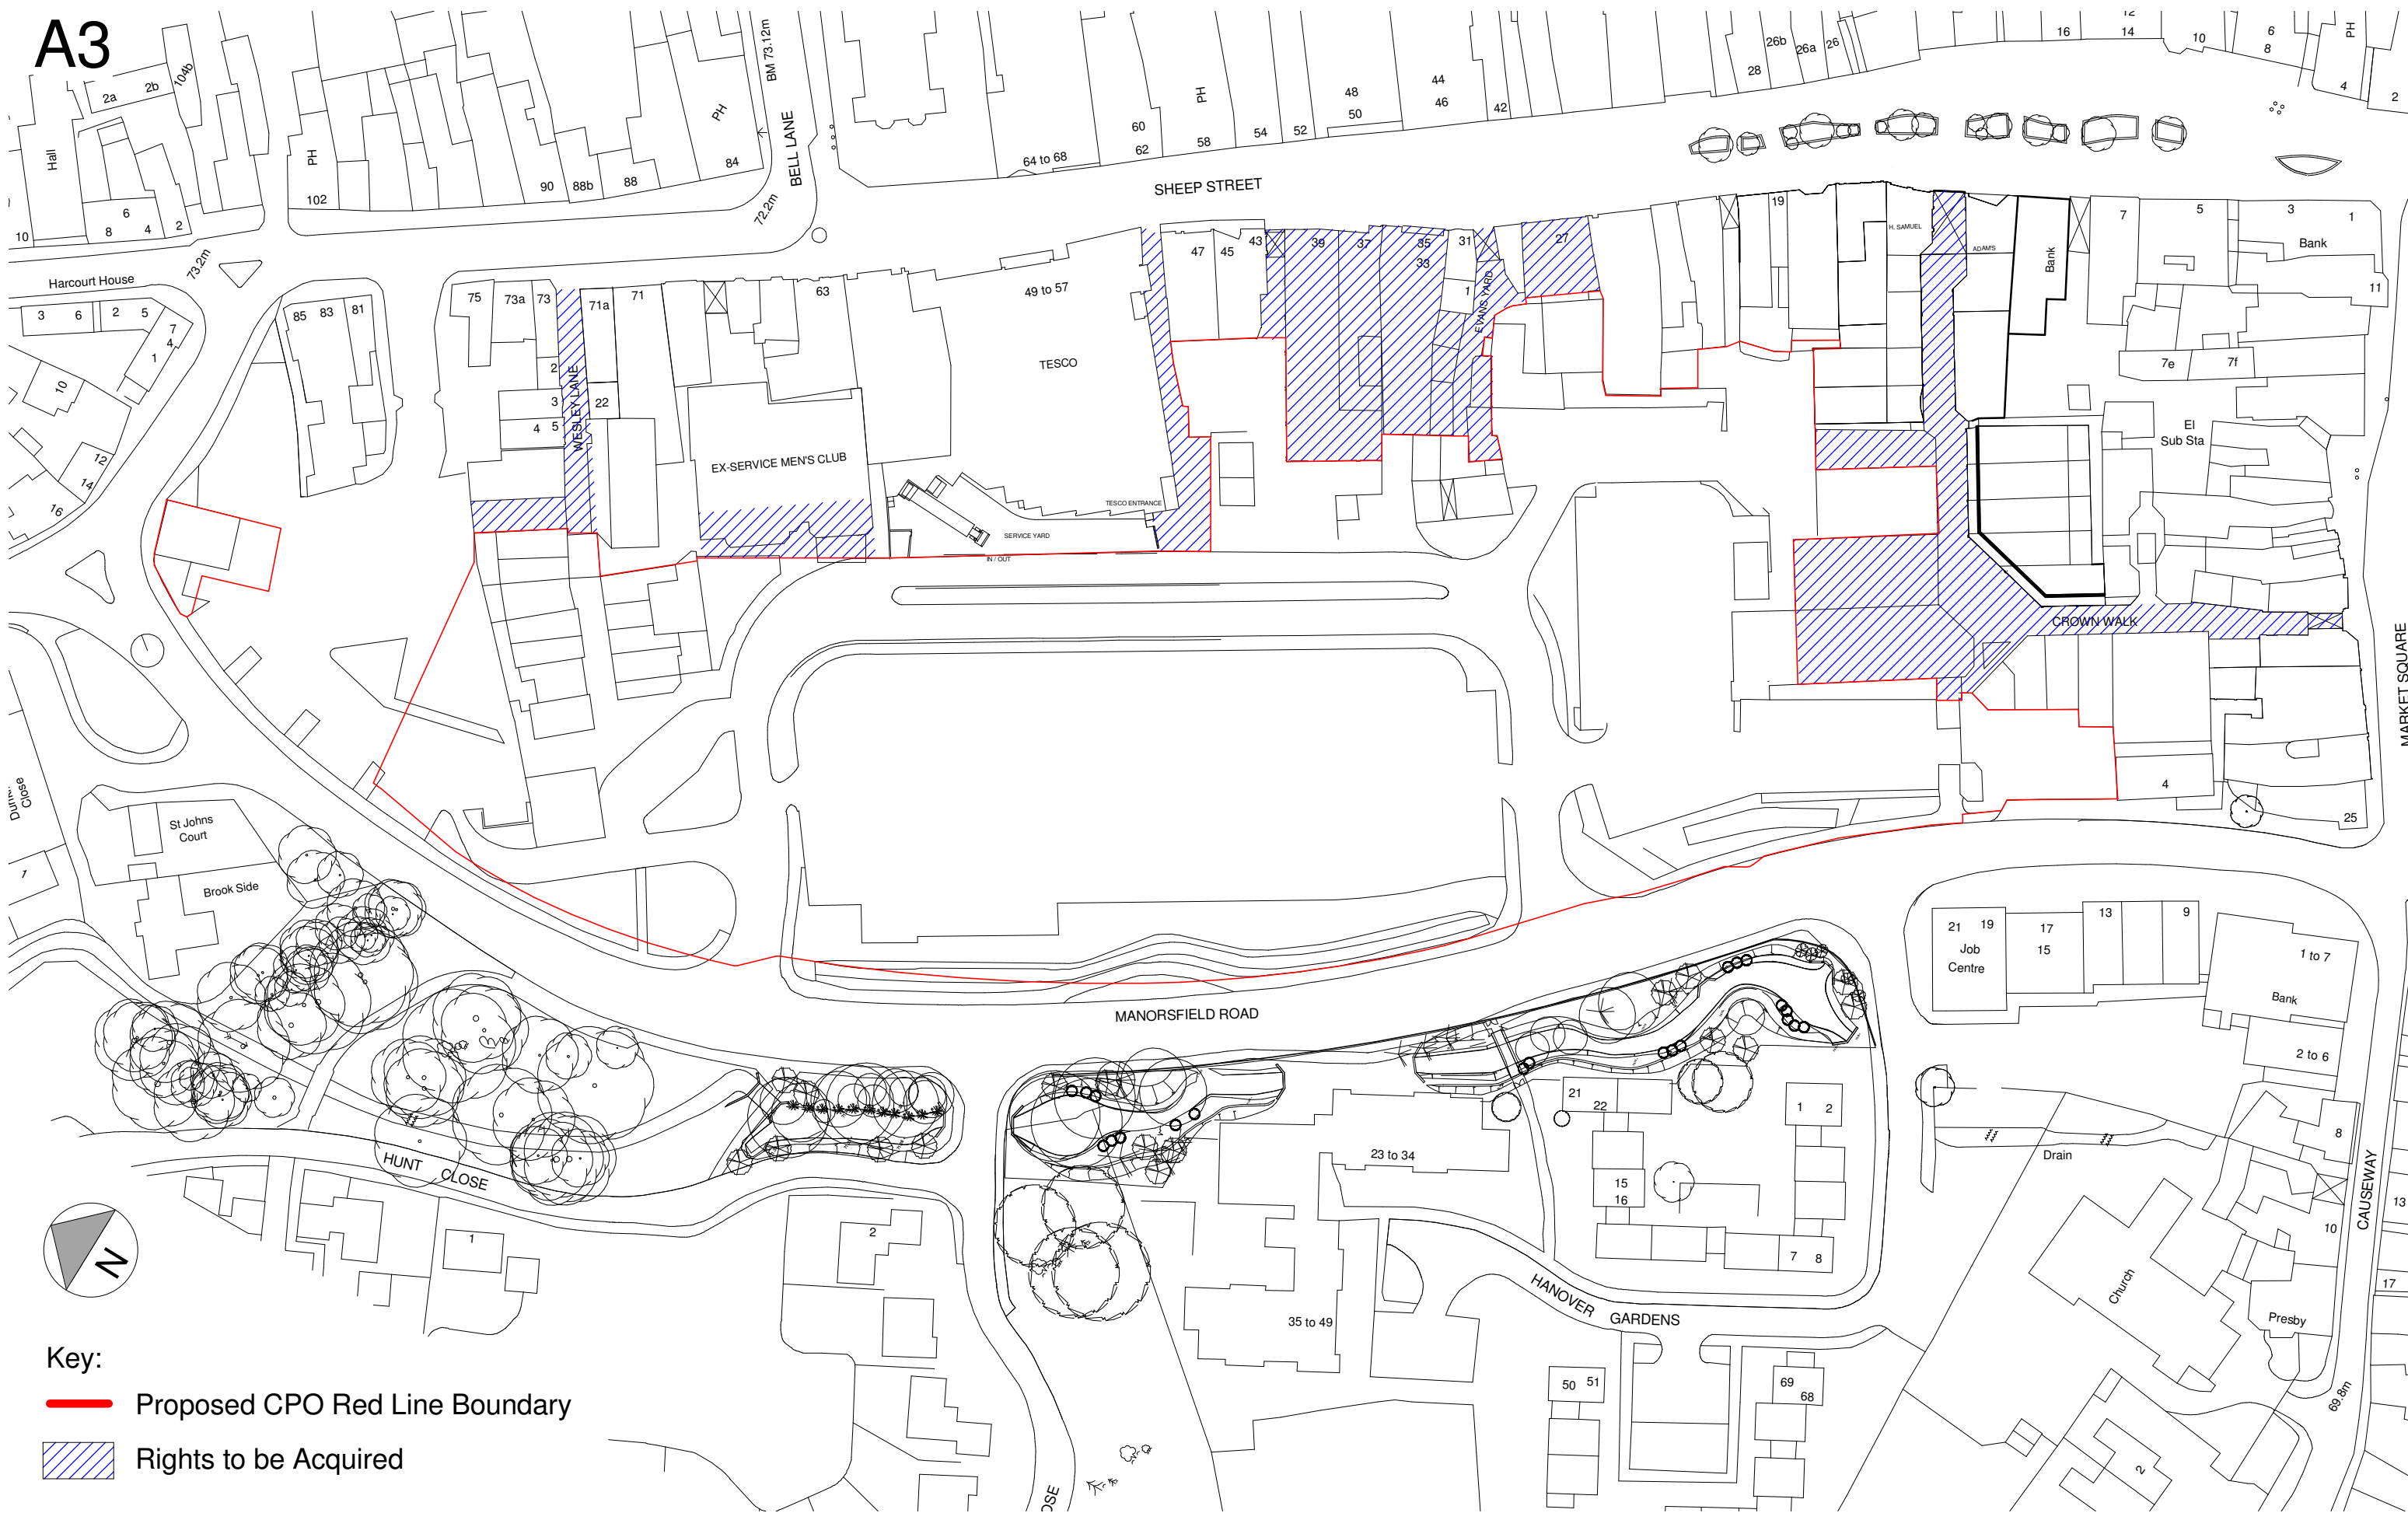 A3
2a
2b
104b
Hall
6
8
4
2
10
PH
102
90
88b
88
PH
84
BM 73.12m
BELL LANE
72.2m
73.2m
64 to 68
60
62
PH
58
54
52
48
50
44
46
42
28
26b
26a
26
16
14
10
6
8
PH
4
2
SHEEP STREET
Harcourt House
3
6
2
5
7
4
1
10
12
14
16
85
83
81
75
73a
73
71a
71
2
3
4
5
22
WESLEY LANE
63
EX-SERVICE MEN'S CLUB
49 to 57
TESCO
TESCO ENTRANCE
SERVICE YARD
IN / OUT
47
45
43
39
37
35
33
31
1
EVANS YARD
27
19
H. SAMUEL
ADAM'S
Bank
7
5
3
1
Bank
11
7e
7f
El
Sub Sta
CROWN WALK
MARKET SQUARE
4
25
Close
St Johns
Court
Brook Side
1
MANORSFIELD ROAD
21
19
Job
Centre
17
15
13
9
1 to 7
Bank
2 to 6
8
Drain
CAUSEWAY
13
10
17
Church
Presby
69.8m
2
HUNT CLOSE
1
2
23 to 34
35 to 49
21
22
15
16
1
2
7
8
HANOVER GARDENS
50
51
69
68
N
Key:
Proposed CPO Red Line Boundary
Rights to be Acquired